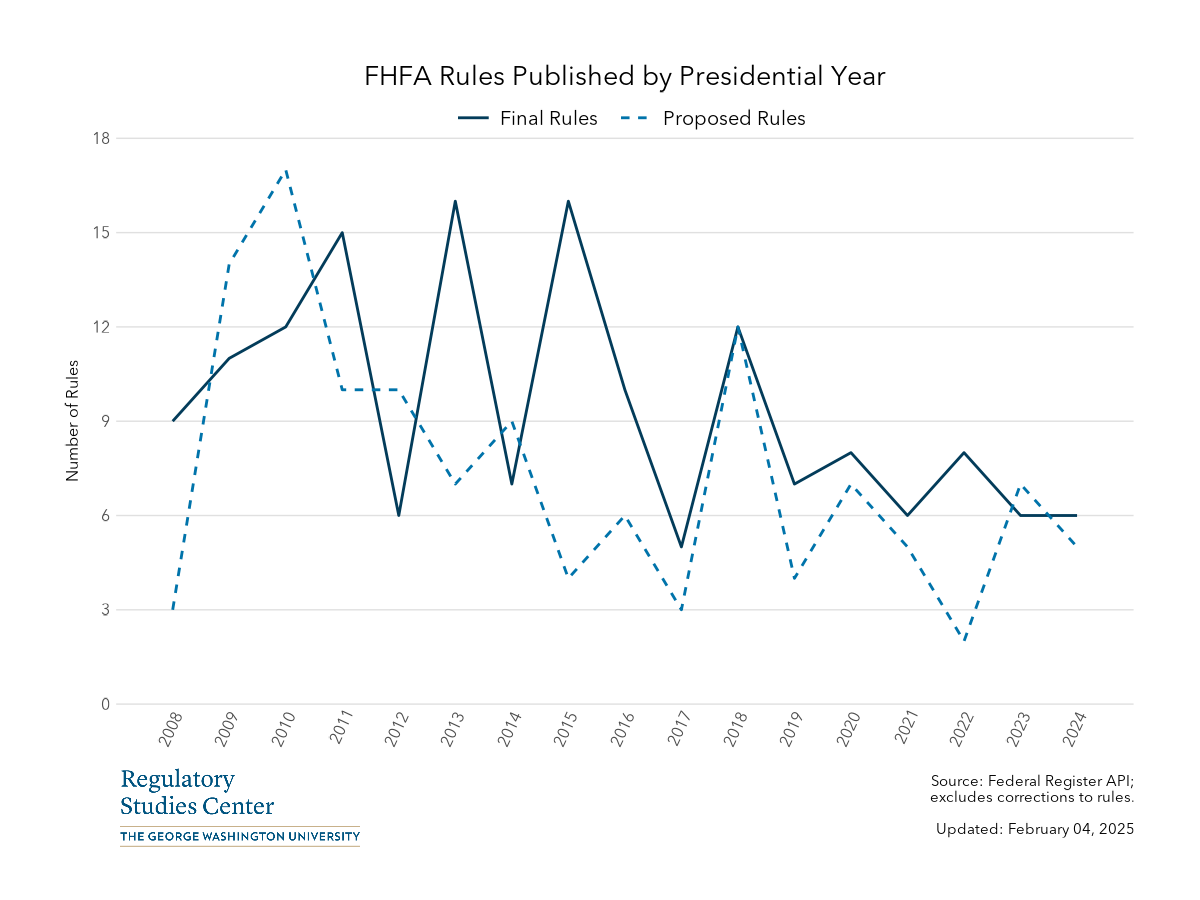 FHFA Rules Published by Presidential Year
Final Rules Proposed Rules
18
15
12
9
6
3
0
Number of Rules
2008 2009 2010 2011 2012 2013 2014 2015 2016 2017 2018 2019 2020 2021 2022 2023 2024
Regulatory
Studies Center
THE GEORGE WASHINGTON UNIVERSITY
Source: Federal Register API;
excludes corrections to rules.
Updated: February 04, 2025